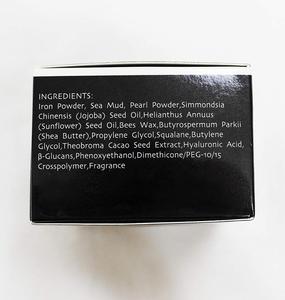 INGREDIENTS:
Iron Powder, Sea Mud, Pearl Powder,Simmondsia
Chinensis (Jojoba) Seed Oil,Helianthus Annuus
(Sunflower) Seed Oil,Bees Wax,Butyrospermum Parkii
(Shea Butter),Propylene Glycol,Squalane,Butylene
Glycol,Theobroma Cacao Seed Extract,Hyaluronic Acid,
β-Glucans,Phenoxyethanol,Dimethicone/PEG-10/15
Crosspolymer,Fragrance